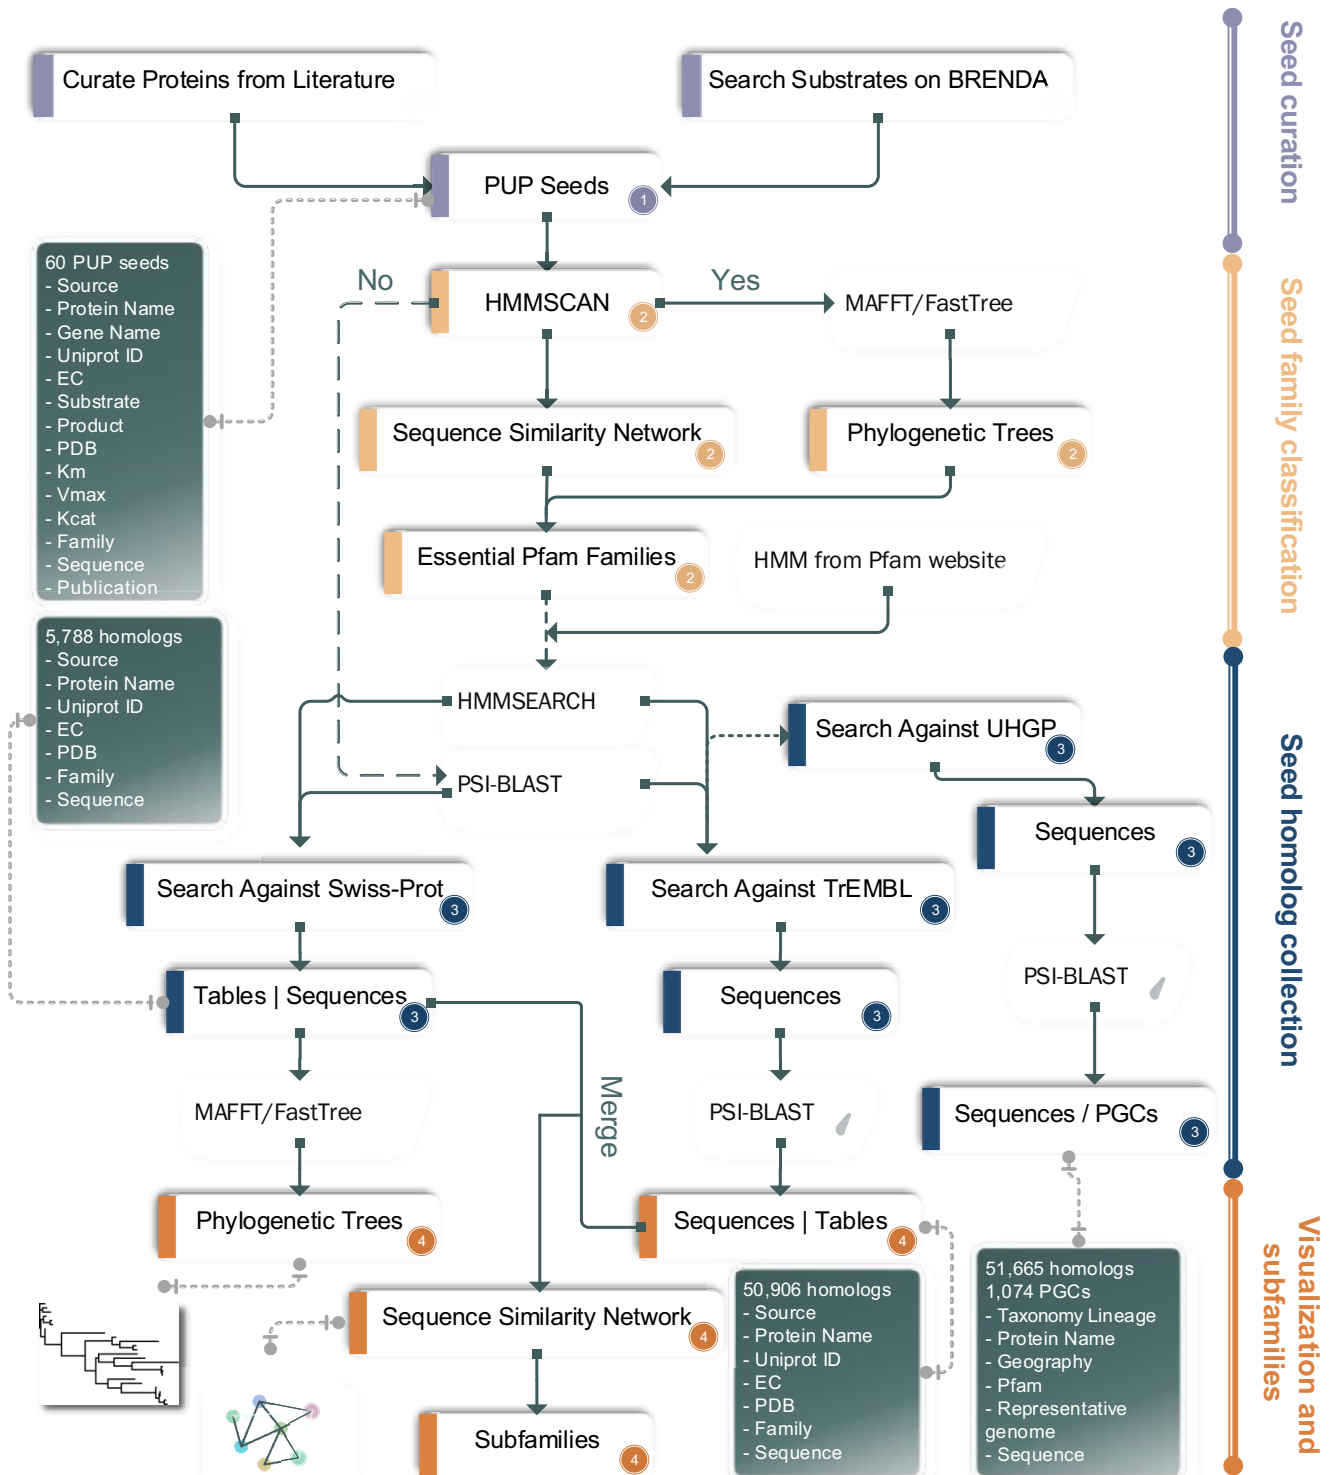 Curate Proteins from Literature
Search Substrates on BRENDA
PUP Seeds
1
60 PUP seeds
- Source
- Protein Name
- Gene Name
- Uniprot ID
- EC
- Substrate
- Product
- PDB
- Km
- Vmax
- Kcat
- Family
- Sequence
- Publication
No
HMMSCAN
2
Yes
MAFFT/FastTree
Sequence Similarity Network
2
Phylogenetic Trees
2
Essential Pfam Families
2
HMM from Pfam website
5,788 homologs
- Source
- Protein Name
- Uniprot ID
- EC
- PDB
- Family
- Sequence
HMMSEARCH
PSI-BLAST
Search Against UHGP
3
Sequences
3
Search Against Swiss-Prot
3
Search Against TrEMBL
3
Tables | Sequences
3
Sequences
3
PSI-BLAST
MAFFT/FastTree
Merge
PSI-BLAST
Sequences / PGCs
3
Phylogenetic Trees
4
Sequences | Tables
4
Sequence Similarity Network
4
50,906 homologs
- Source
- Protein Name
- Uniprot ID
- EC
- PDB
- Family
- Sequence
51,665 homologs
1,074 PGCs
- Taxonomy Lineage
- Protein Name
- Geography
- Pfam
- Representative
genome
- Sequence
Subfamilies
4
Seed curation
Seed family classification
Seed homolog collection
Visualization and
subfamilies